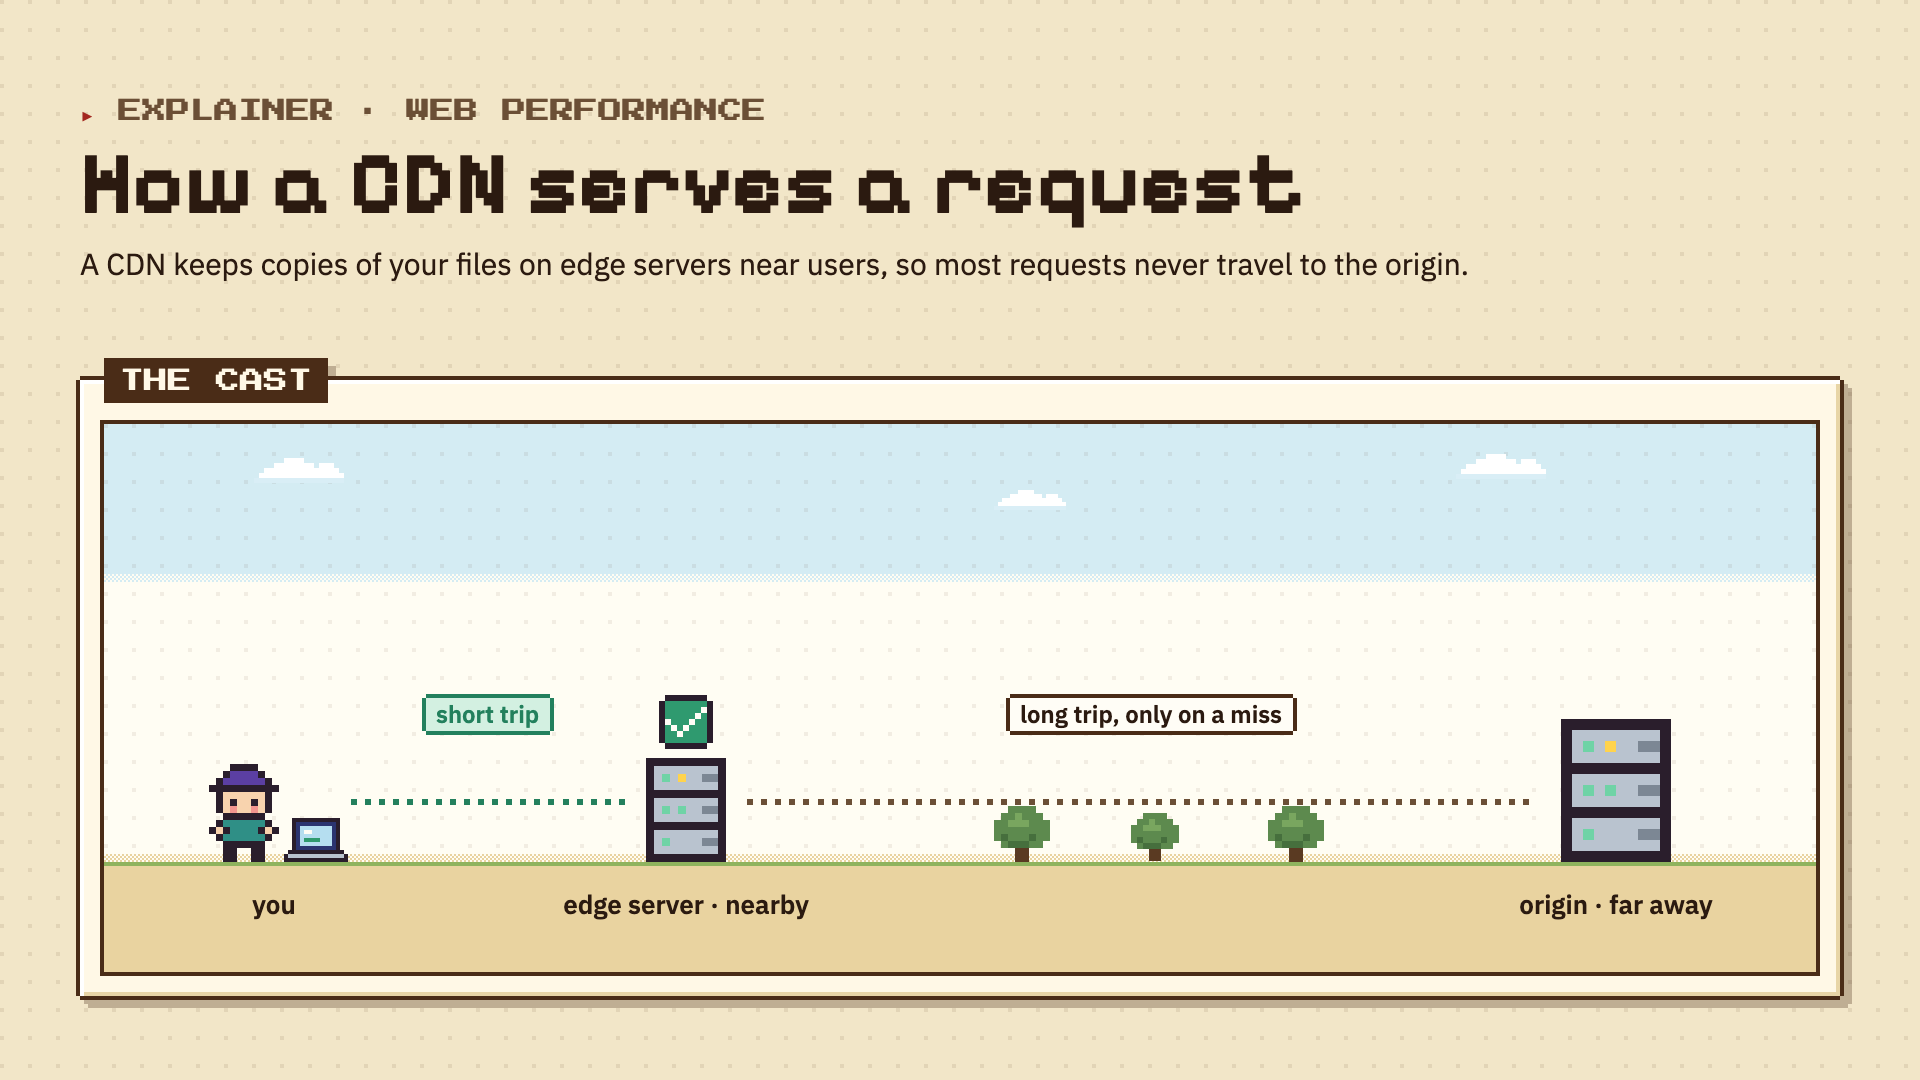 EXPLAINER · WEB PERFORMANCE
How a CDN serves a request
A CDN keeps copies of your files on edge servers near users, so most requests never travel to the origin.
THE CAST
short trip
long trip, only on a miss
you
edge server · nearby
origin · far away